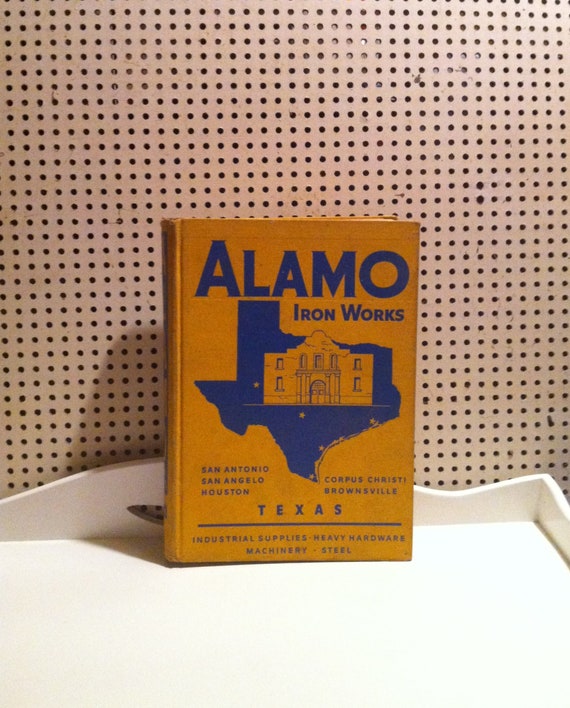 ALAMO
IRON WORKS
SAN ANTONIO
SAN ANGELO
HOUSTON
CORPUS CHRISTI
BROWNSVILLE
TEXAS
INDUSTRIAL SUPPLIES · HEAVY HARDWARE
MACHINERY - STEEL